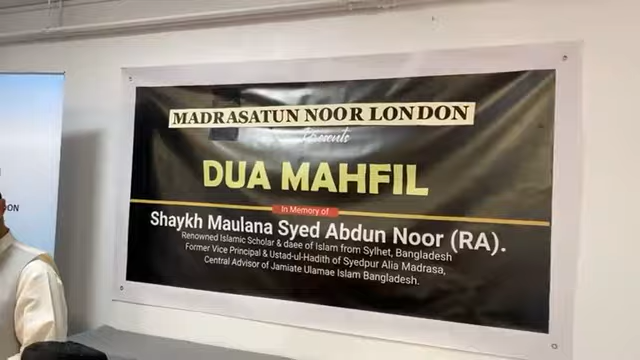 MADRASATUN NOOR LONDON
Presents
DUA MAHFIL
In Memory of
Shaykh Maulana Syed Abdun Noor (RA).
Renowned Islamic Scholar & daee of Islam from Sylhet, Bangladesh
Former Vice Principal & Ustad-ul-Hadith of Syedpur Alia Madrasa,
Central Advisor of Jamiate Ulamae Islam Bangladesh.